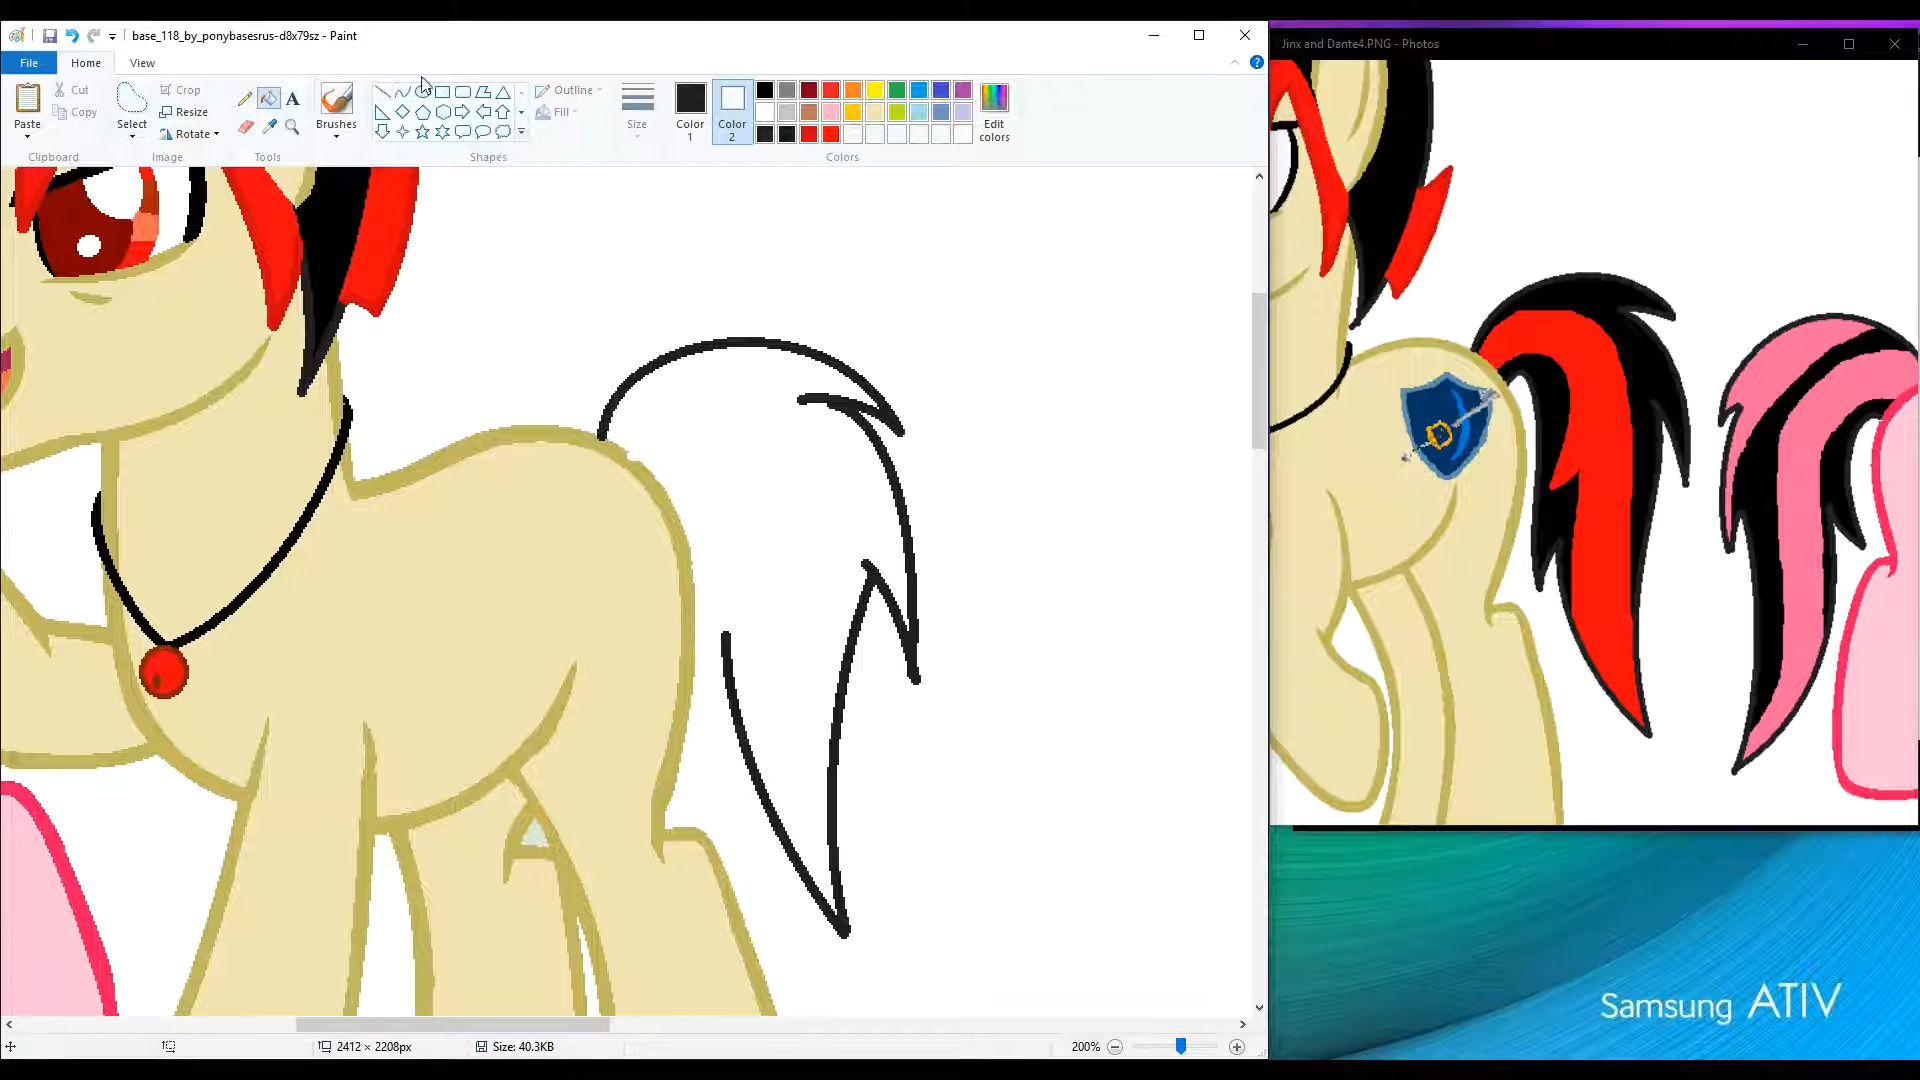 base_118_by_ponybasesrus-d8x79sz - Paint
File
Home
View
Paste
Cut
Copy
Clipboard
Select
Crop
Resize
Rotate
Image
A
Tools
Brushes
Shapes
Outline
Fill
Size
Color 1
Color 2
Edit colors
Colors
2412 × 2208px
Size: 40.3KB
200%
Jinx and Dante4.PNG - Photos
Samsung ATIV